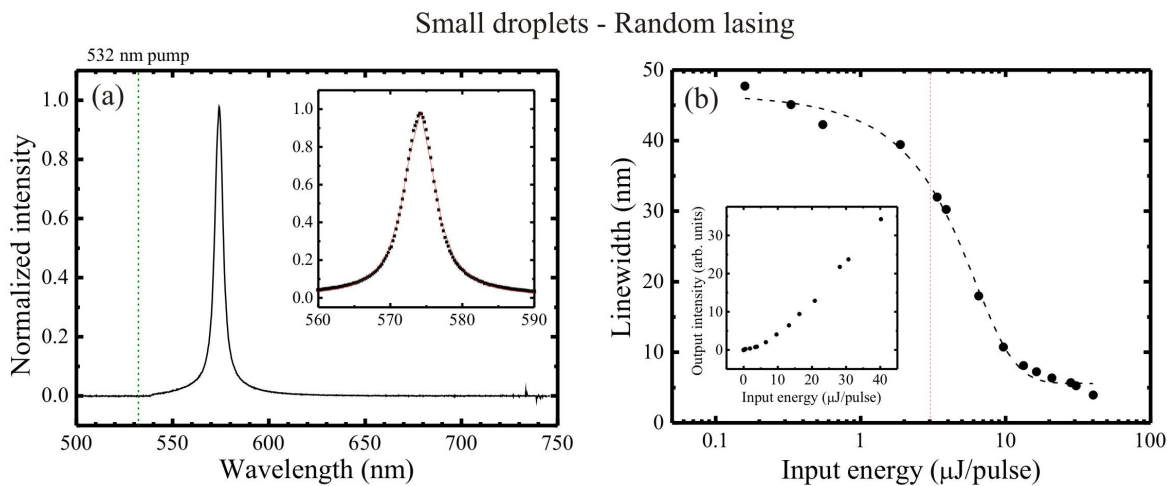 Small droplets - Random lasing
532 nm pump
(a)
Normalized intensity
1.0
0.8
0.6
0.4
0.2
0.0
500 550 600 650 700 750
Wavelength (nm)
1.0
0.8
0.6
0.4
0.2
0.0
560 570 580 590
(b)
Linewidth (nm)
50
40
30
20
10
0
0.1 1 10 100
Input energy (μJ/pulse)
Output intensity (arb. units)
35
30
20
10
0
0 10 20 30 40
Input energy (μJ/pulse)